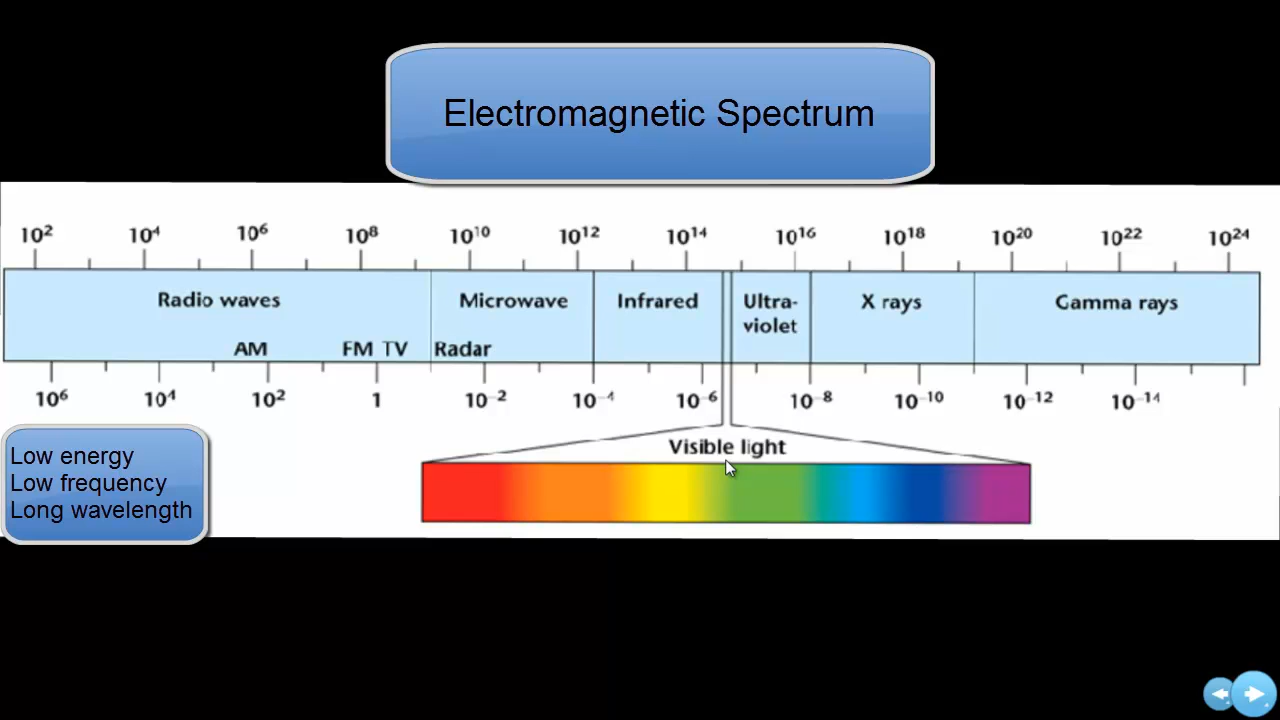 Electromagnetic Spectrum
10² 10⁴ 10⁶ 10⁸ 10¹⁰ 10¹² 10¹⁴ 10¹⁶ 10¹⁸ 10²⁰ 10²² 10²⁴
Radio waves Microwave Infrared Ultra- X rays Gamma rays
violet
AM FM TV Radar
10⁶ 10⁴ 10² 1 10⁻² 10⁻⁴ 10⁻⁶ 10⁻⁸ 10⁻¹⁰ 10⁻¹² 10⁻¹⁴
Visible light
Low energy
Low frequency
Long wavelength